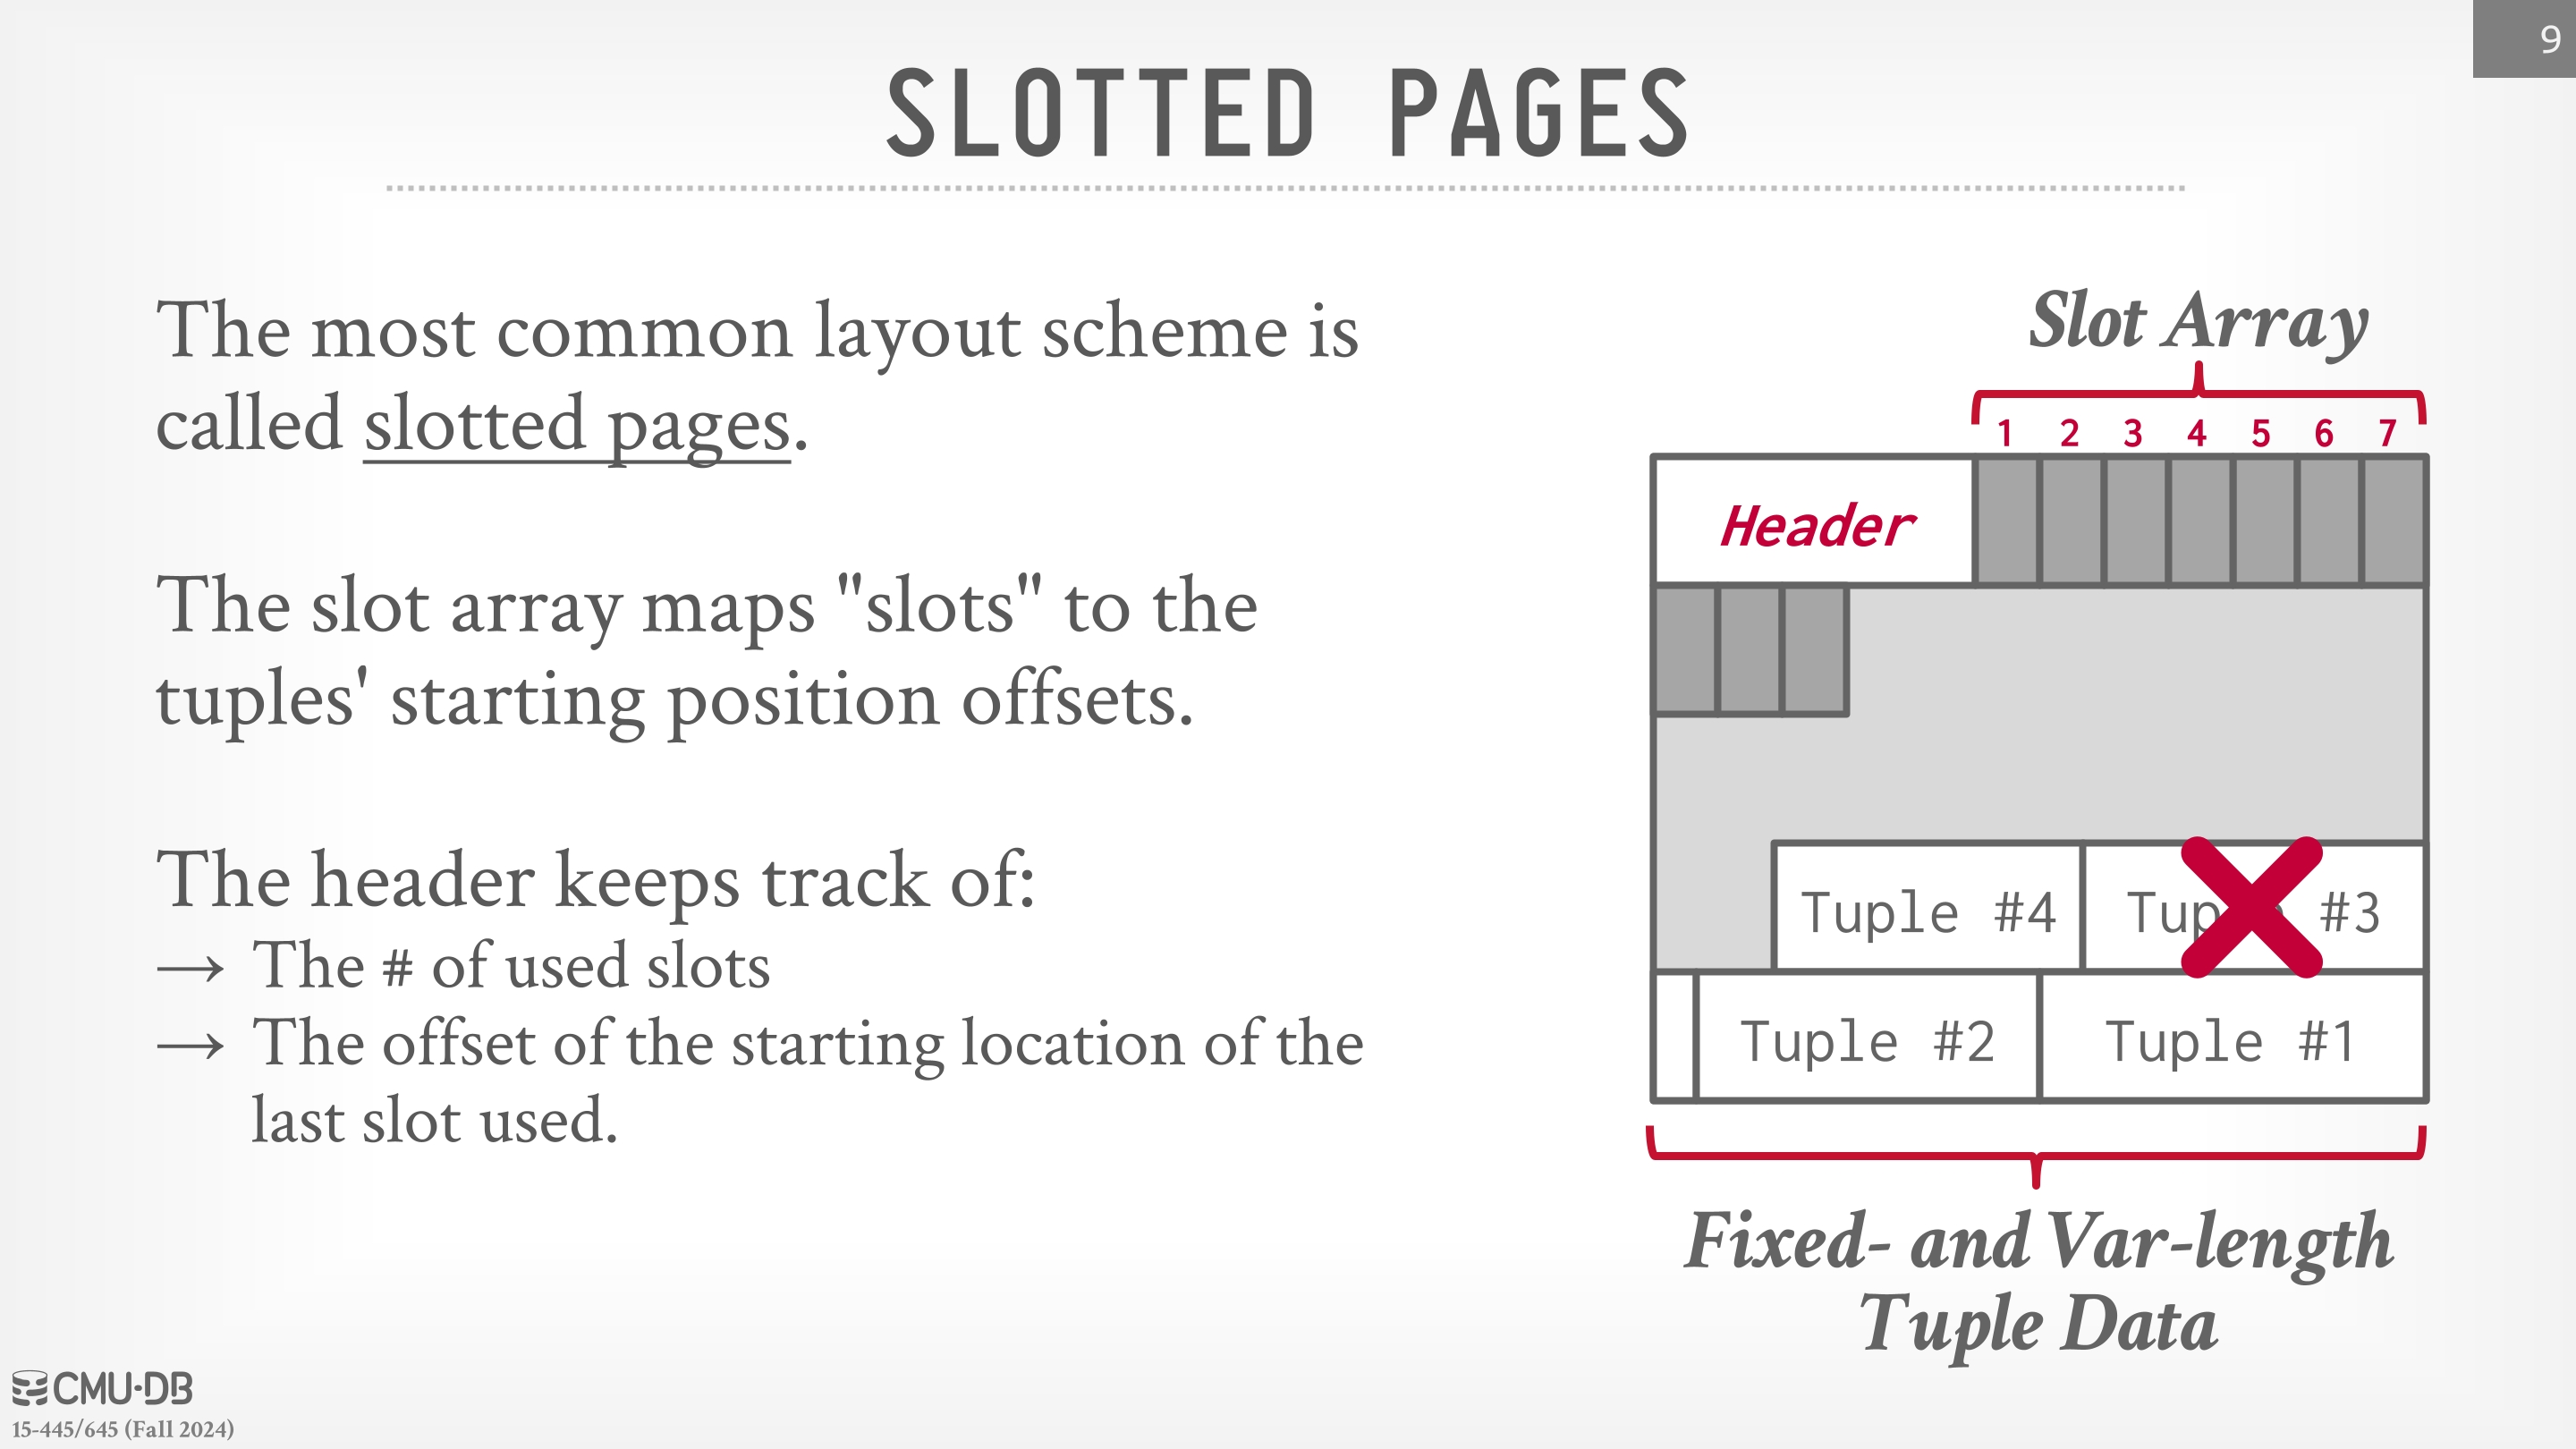 9
SLOTTED PAGES
The most common layout scheme is
called slotted pages.
The slot array maps "slots" to the
tuples' starting position offsets.
The header keeps track of:
→ The # of used slots
→ The offset of the starting location of the
last slot used.
Slot Array
1 2 3 4 5 6 7
Header
Tuple #4 Tuple #3
Tuple #2 Tuple #1
Fixed- and Var-length
Tuple Data
CMU·DB
15-445/645 (Fall 2024)